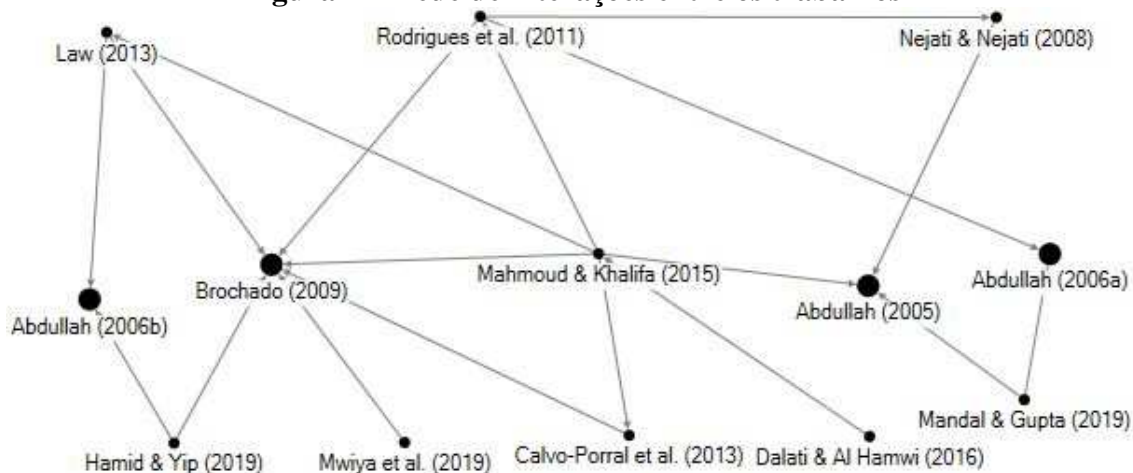 Law (2013)
Rodrigues et al. (2011)
Nejati & Nejati (2008)
Abdullah (2006b)
Brochado (2009)
Mahmoud & Khalifa (2015)
Abdullah (2005)
Abdullah (2006a)
Hamid & Yip (2019)
Mwiya et al. (2019)
Calvo-Porral et al. (2013)
Dalati & Al Hamwi (2016)
Mandal & Gupta (2019)